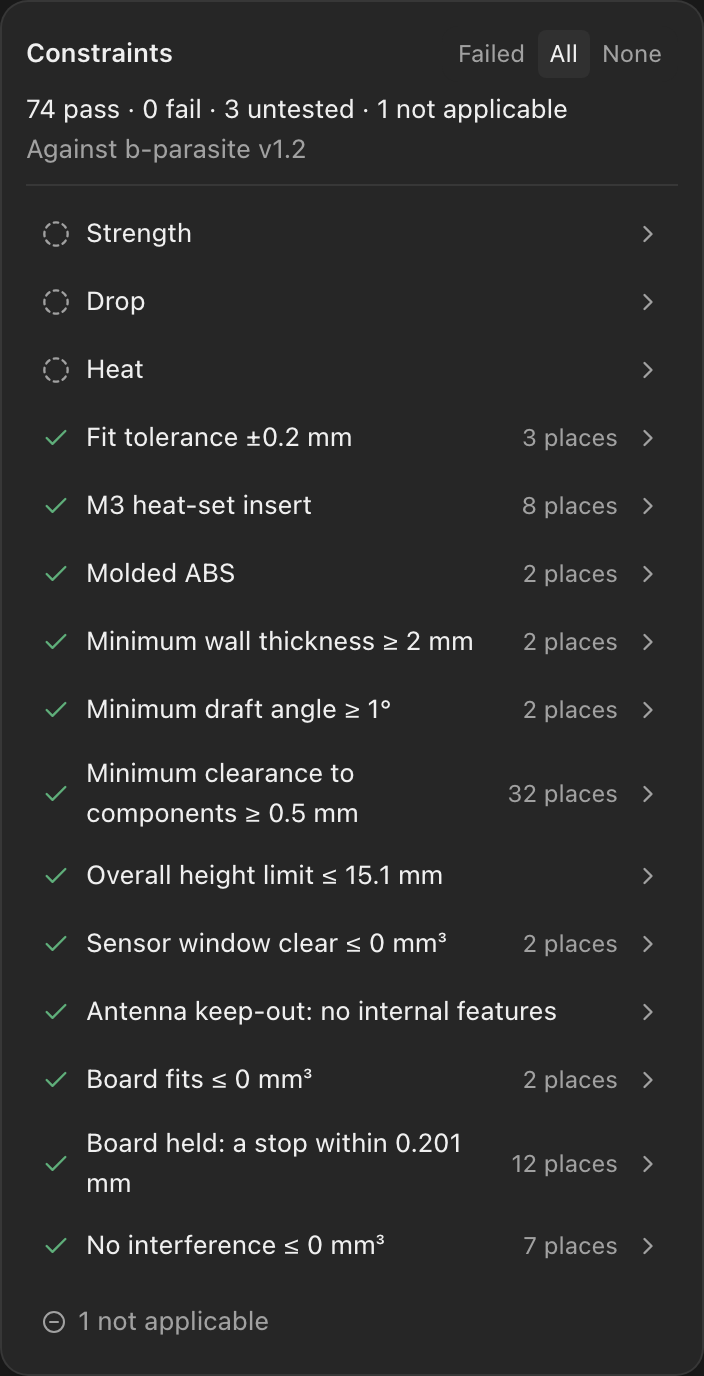 Constraints
Failed All None
74 pass · 0 fail · 3 untested · 1 not applicable
Against b-parasite v1.2
Strength
Drop
Heat
Fit tolerance ±0.2 mm 3 places
M3 heat-set insert 8 places
Molded ABS 2 places
Minimum wall thickness ≥ 2 mm 2 places
Minimum draft angle ≥ 1° 2 places
Minimum clearance to
components ≥ 0.5 mm 32 places
Overall height limit ≤ 15.1 mm
Sensor window clear ≤ 0 mm³ 2 places
Antenna keep-out: no internal features
Board fits ≤ 0 mm³ 2 places
Board held: a stop within 0.201
mm 12 places
No interference ≤ 0 mm³ 7 places
1 not applicable